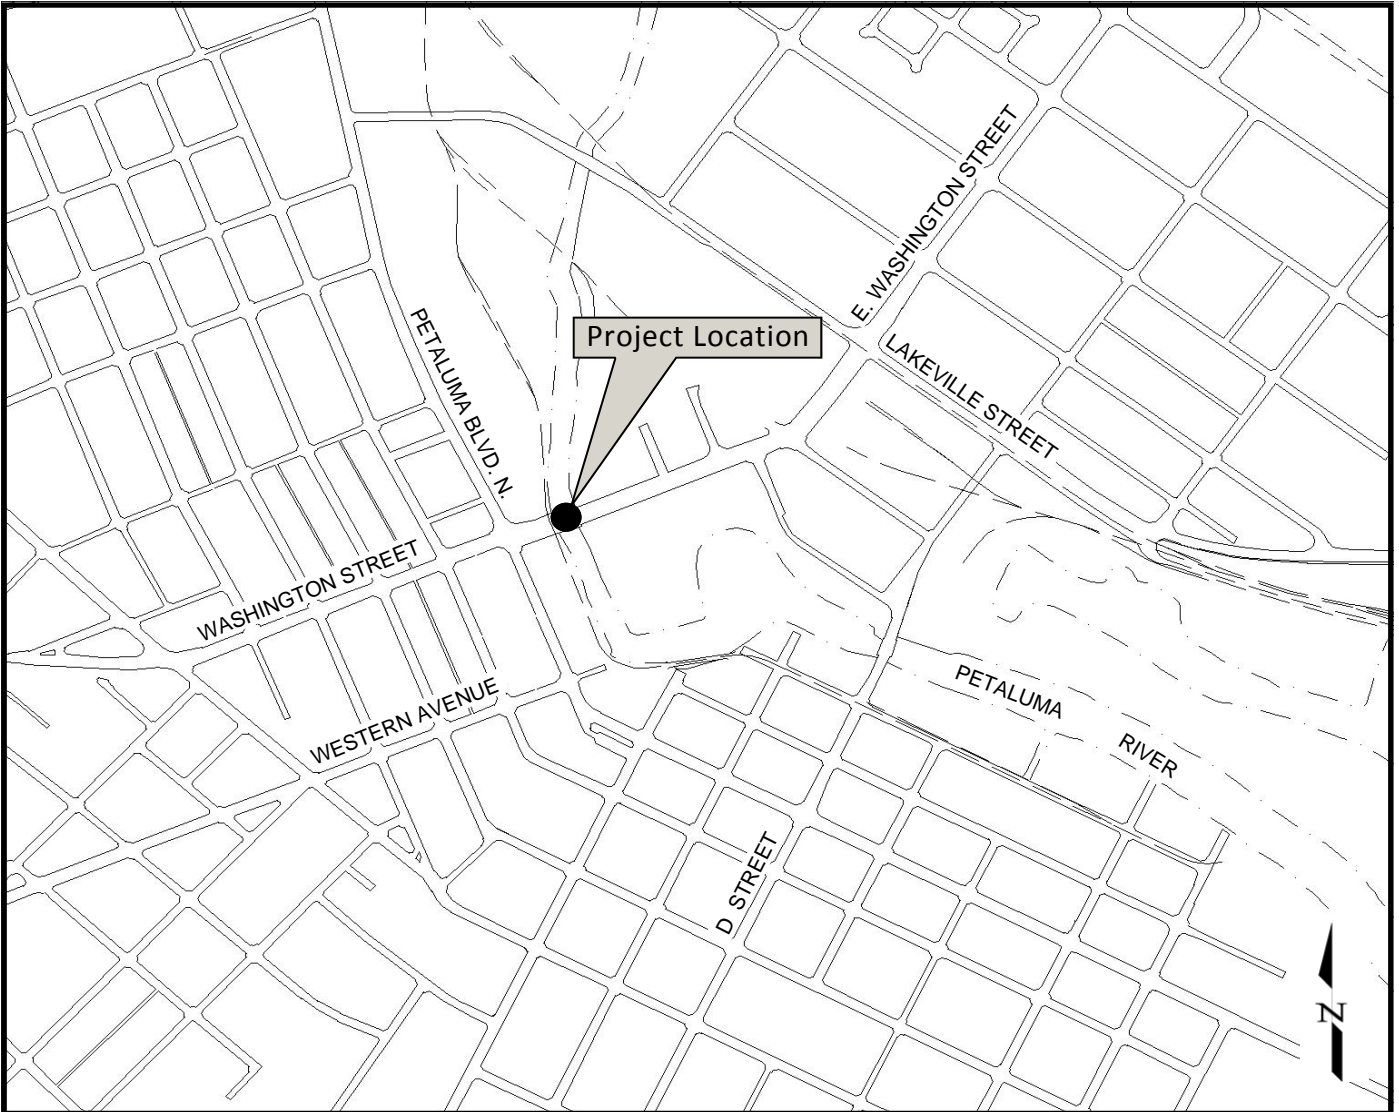 E. WASHINGTON STREET
PETALUMA BLVD. N.
Project Location
LAKEVILLE STREET
WASHINGTON STREET
WESTERN AVENUE
PETALUMA
RIVER
D STREET
N